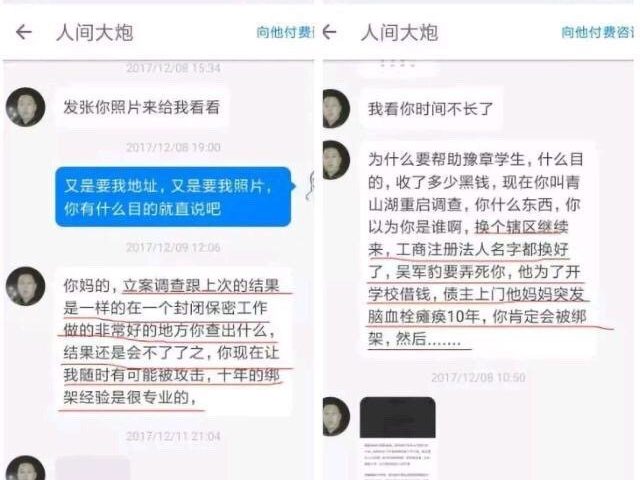 人间大炮
向他付费咨
2017/12/08 15:34
发张你照片来给我看看
2017/12/08 19:00
又是要我地址，又是要我照片，
你有什么目的就直说吧
2017/12/09 12:06
你妈的，立案调查跟上次的结果
是一样的在一个封闭保密工作
做的非常好的地方你查出什么，
结果还是会不了了之，你现在让
我随时有可能被攻击，十年的绑
架经验是很专业的，
2017/12/11 21:04
人间大炮
向他付费咨
我看你时间不长了
为什么要帮助豫章学生，什么目
的，收了多少黑钱，现在你叫青
山湖重启调查，你什么东西，你
以为你是谁啊，换个辖区继续
来，工商注册法人名字都换好
了，吴军豹要弄死你，他为了开
学校借钱，债主上门他妈妈突发
脑血栓瘫痪10年，你肯定会被绑
架，然后.......
2017/12/08 10:50